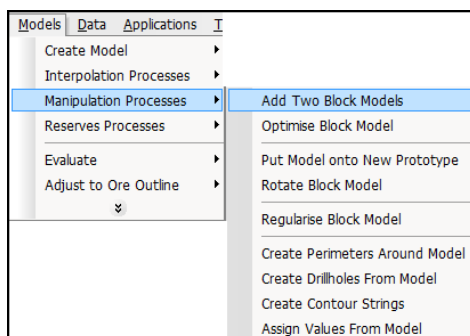 Models Data Applications T
Create Model
Interpolation Processes
Manipulation Processes
Reserves Processes
Evaluate
Adjust to Ore Outline
Add Two Block Models
Optimise Block Model
Put Model onto New Prototype
Rotate Block Model
Regularise Block Model
Create Perimeters Around Model
Create Drillholes From Model
Create Contour Strings
Assign Values From Model